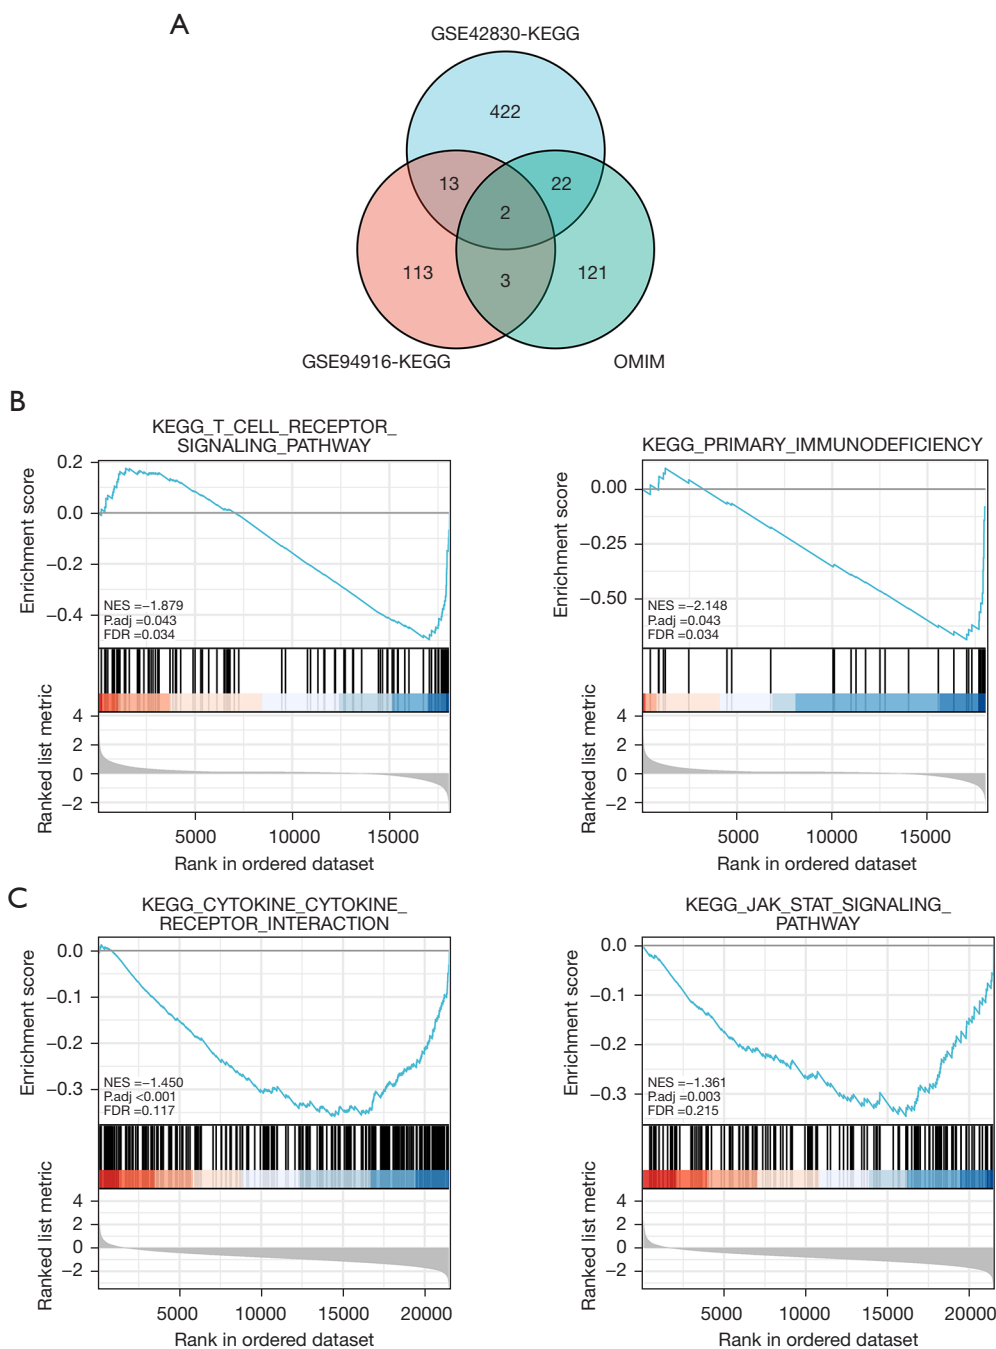 A
GSE42830-KEGG
422
13
22
2
113
3
121
GSE94916-KEGG
OMIM
B
KEGG_T_CELL_RECEPTOR_
SIGNALING_PATHWAY
Enrichment score
0.2
0.0
−0.2
−0.4
NES =−1.879
P.adj =0.043
FDR =0.034
Ranked list metric
4
2
0
−2
5000
10000
15000
Rank in ordered dataset
KEGG_PRIMARY_IMMUNODEFICIENCY
Enrichment score
0.00
−0.25
−0.50
NES =−2.148
P.adj =0.043
FDR =0.034
Ranked list metric
4
2
0
−2
5000
10000
15000
Rank in ordered dataset
C
KEGG_CYTOKINE_CYTOKINE_
RECEPTOR_INTERACTION
Enrichment score
0.0
−0.1
−0.2
−0.3
NES =−1.450
P.adj <0.001
FDR =0.117
Ranked list metric
4
2
0
−2
5000
10000
15000
20000
Rank in ordered dataset
KEGG_JAK_STAT_SIGNALING_
PATHWAY
Enrichment score
0.0
−0.1
−0.2
−0.3
NES =−1.361
P.adj =0.003
FDR =0.215
Ranked list metric
4
2
0
−2
5000
10000
15000
20000
Rank in ordered dataset